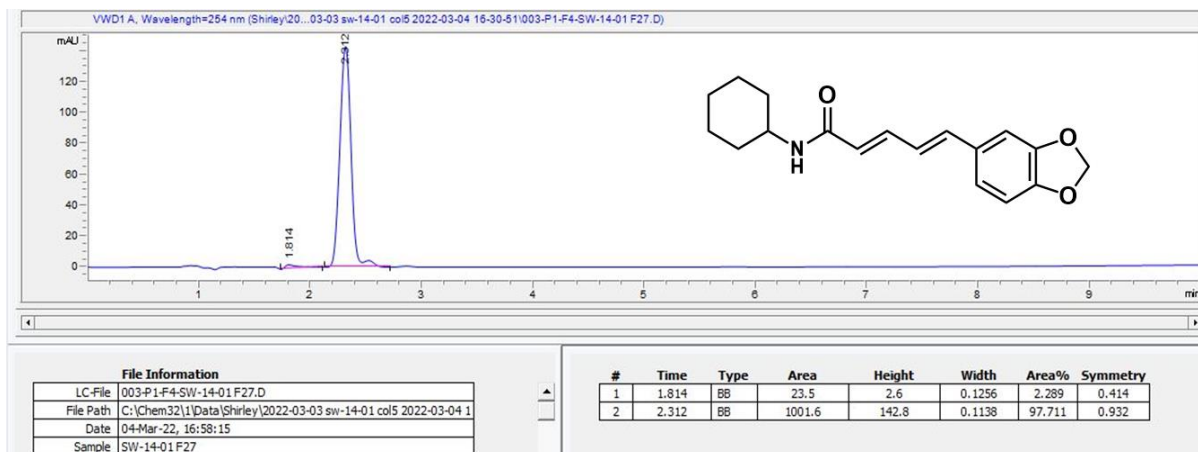 VWD1 A, Wavelength=254 nm (Shirley\20...03-03 sw-14-01 col5 2022-03-04 16-30-51\003-P1-F4-SW-14-01 F27.D)
mAU
120
100
80
60
40
20
0
1.814
2.312
O
N
H
O
O
1 2 3 4 5 6 7 8 9 min
File Information
LC-File 003-P1-F4-SW-14-01 F27.D
File Path C:\Chem32\1\Data\Shirley\2022-03-03 sw-14-01 col5 2022-03-04 1
Date 04-Mar-22, 16:58:15
Sample SW-14-01 F27
# Time Type Area Height Width Area% Symmetry
1 1.814 BB 23.5 2.6 0.1256 2.289 0.414
2 2.312 BB 1001.6 142.8 0.1138 97.711 0.932